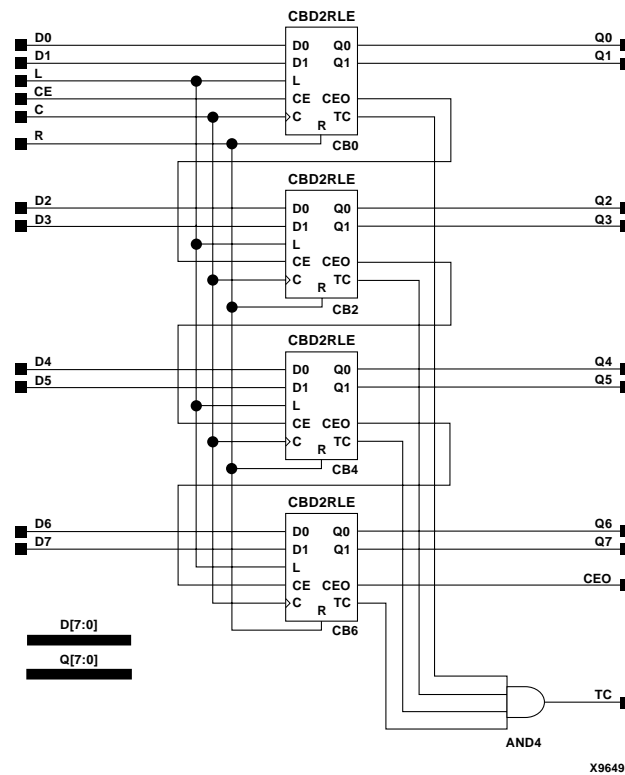 CBD2RLE
D0 D0 Q0 Q0
D1 D1 Q1 Q1
L L
CE CE CEO
C C TC
R R
CB0
CBD2RLE
D2 D0 Q0 Q2
D3 D1 Q1 Q3
L
CE CEO
C TC
R
CB2
CBD2RLE
D4 D0 Q0 Q4
D5 D1 Q1 Q5
L
CE CEO
C TC
R
CB4
CBD2RLE
D6 D0 Q0 Q6
D7 D1 Q1 Q7
L
CE CEO CEO
C TC
R
CB6
D[7:0]
Q[7:0]
TC
AND4
X9649